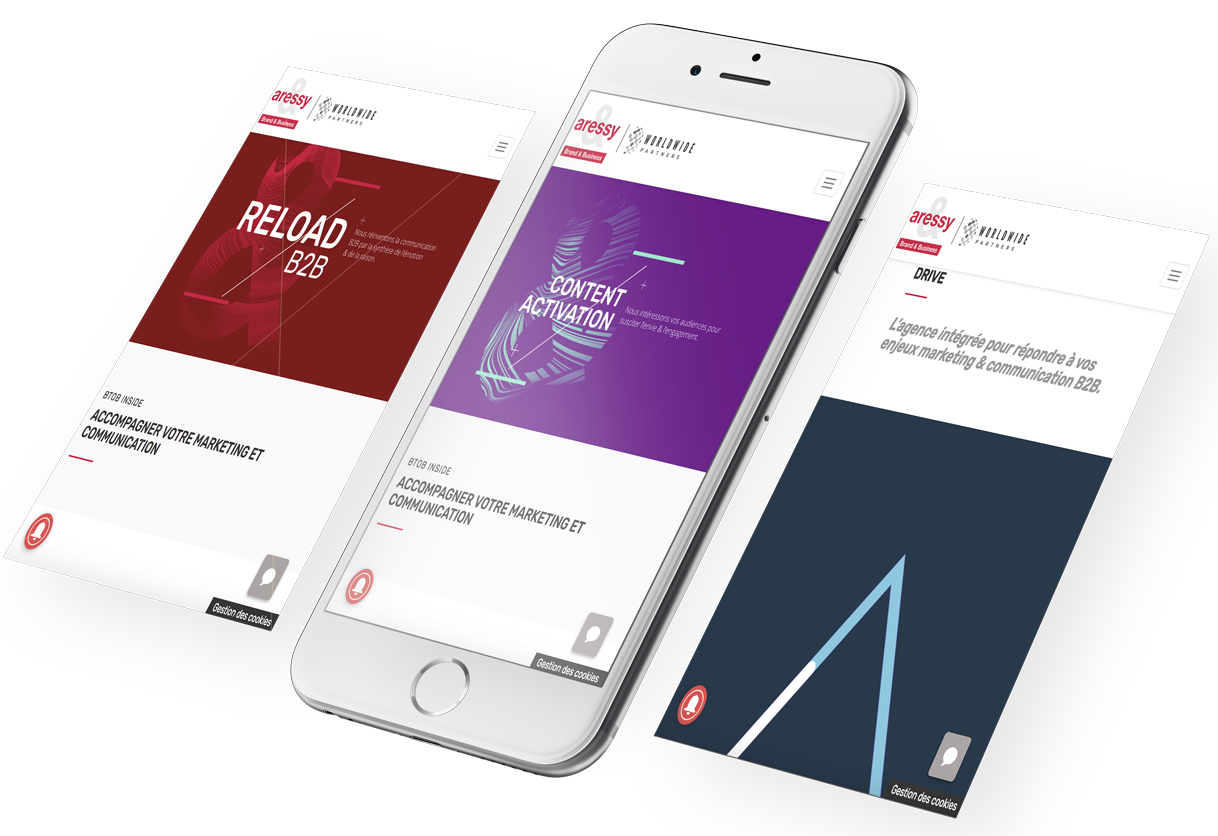 aressy
Brand & Business
WORLDWIDE
PARTNERS
RELOAD
B2B
Nous réinventons la communication
B2B par la synthèse de l'émotion
& de la raison.
BTOB INSIDE
ACCOMPAGNER VOTRE MARKETING ET
COMMUNICATION
Gestion des cookies
aressy
Brand & Business
WORLDWIDE
PARTNERS
CONTENT
ACTIVATION
Nous intéressons vos audiences pour
susciter l'envie & l'engagement.
BTOB INSIDE
ACCOMPAGNER VOTRE MARKETING ET
COMMUNICATION
Gestion des cookies
aressy
Brand & Business
WORLDWIDE
PARTNERS
DRIVE
L'agence intégrée pour répondre à vos
enjeux marketing & communication B2B.
Gestion des cookies